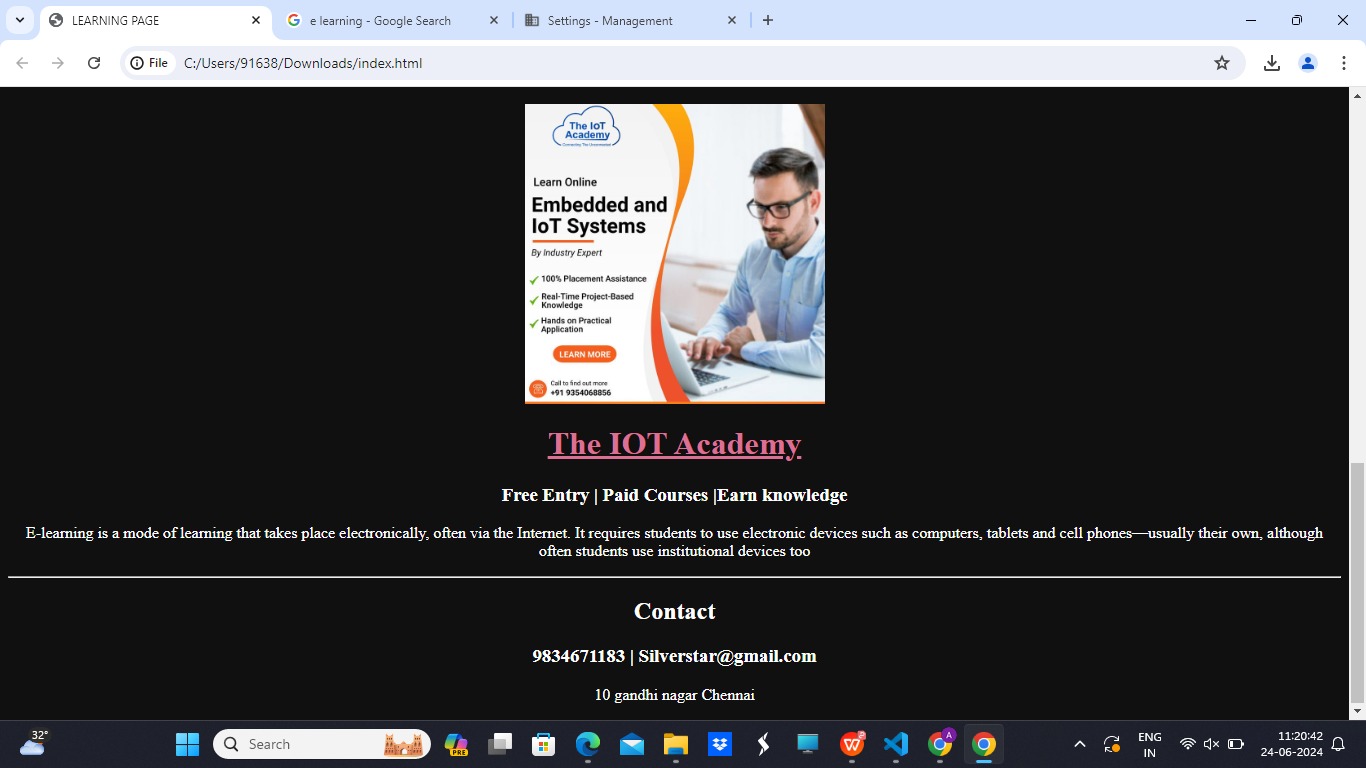 LEARNING PAGE
e learning - Google Search
Settings - Management
File
C:/Users/91638/Downloads/index.html
The IoT
Academy
Learn Online
Embedded and
IoT Systems
By Industry Expert
100% Placement Assistance
Real-Time Project-Based
Knowledge
Hands on Practical
Application
LEARN MORE
Call to find out more
+91 9354068856
The IOT Academy
Free Entry | Paid Courses |Earn knowledge
E-learning is a mode of learning that takes place electronically, often via the Internet. It requires students to use electronic devices such as computers, tablets and cell phones—usually their own, although
often students use institutional devices too
Contact
9834671183 | Silverstar@gmail.com
10 gandhi nagar Chennai
32°
Search
PRE
A
ENG
IN
11:20:42
24-06-2024